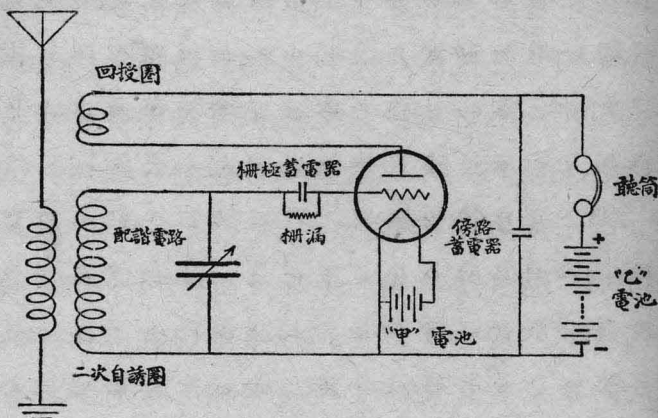 回授圈
柵極蓄電器
柵漏
配諧電路
傍路
蓄電器
聽筒
+
"乙"
電池
-
"甲" 電池
二次自誘圈